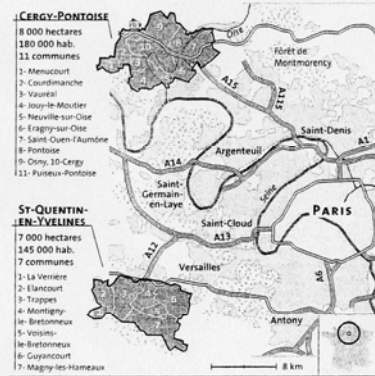 CERGY-PONTOISE
8 000 hectares
180 000 hab.
11 communes
1- Menucourt
2- Courdimanche
3- Vauréal
4- Jouy-le-Moutier
5- Neuville-sur-Oise
6- Eragny-sur-Oise
7- Saint-Ouen-l'Aumône
8- Pontoise
9- Osny, 10-Cergy
11- Puiseux-Pontoise
ST-QUENTIN-
EN-YVELINES
7 000 hectares
145 000 hab.
7 communes
1- La Verrière
2- Elancourt
3- Trappes
4- Montigny-
le- Bretonneux
5- Voisins-
le-Bretonneux
6- Guyancourt
7- Magny-les-Hameaux
Oise
Forêt de
Montmorency
A15
A115
Saint-Denis
A1
Argenteuil
A14
Saint-
Germain-
en-Laye
Seine
PARIS
Saint-Cloud
A13
A12
Versailles
A6
Antony
8 km